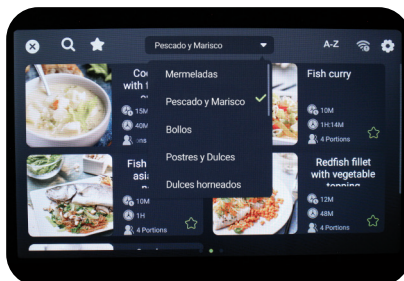 Pescado y Marisco
A-Z
Mermeladas
Pescado y Marisco
Bollos
Postres y Dulces
Dulces horneados
with
15M
40M
Fish curry
10M
1H:14M
4 Portions
Fish
10M
1H
4 Portions
Redfish fillet
with vegetable
12M
48M
4 Portions